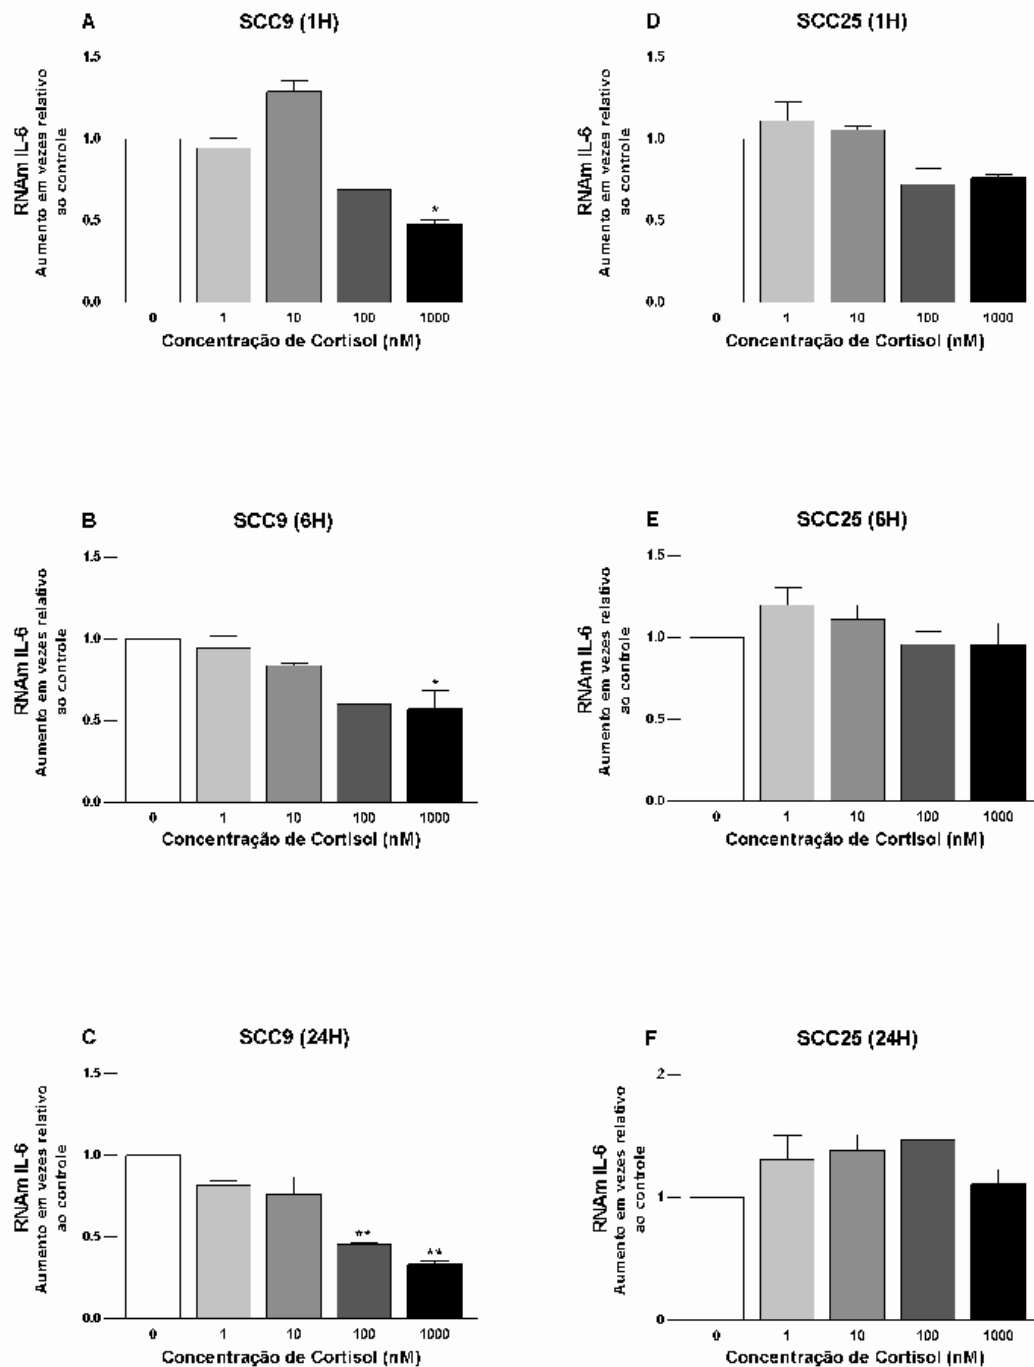 A
SCC9 (1H)
RNAm IL-6
Aumento em vezes relativo
ao controle
1.5
1.0
0.5
0.0
*
0 1 10 100 1000
Concentração de Cortisol (nM)
D
SCC25 (1H)
RNAm IL-6
Aumento em vezes relativo
ao controle
1.5
1.0
0.5
0.0
0 1 10 100 1000
Concentração de Cortisol (nM)
B
SCC9 (6H)
RNAm IL-6
Aumento em vezes relativo
ao controle
1.5
1.0
0.5
0.0
*
0 1 10 100 1000
Concentração de Cortisol (nM)
E
SCC25 (6H)
RNAm IL-6
Aumento em vezes relativo
ao controle
1.5
1.0
0.5
0.0
0 1 10 100 1000
Concentração de Cortisol (nM)
C
SCC9 (24H)
RNAm IL-6
Aumento em vezes relativo
ao controle
1.5
1.0
0.5
0.0
** **
0 1 10 100 1000
Concentração de Cortisol (nM)
F
SCC25 (24H)
RNAm IL-6
Aumento em vezes relativo
ao controle
2
1
0
0 1 10 100 1000
Concentração de Cortisol (nM)